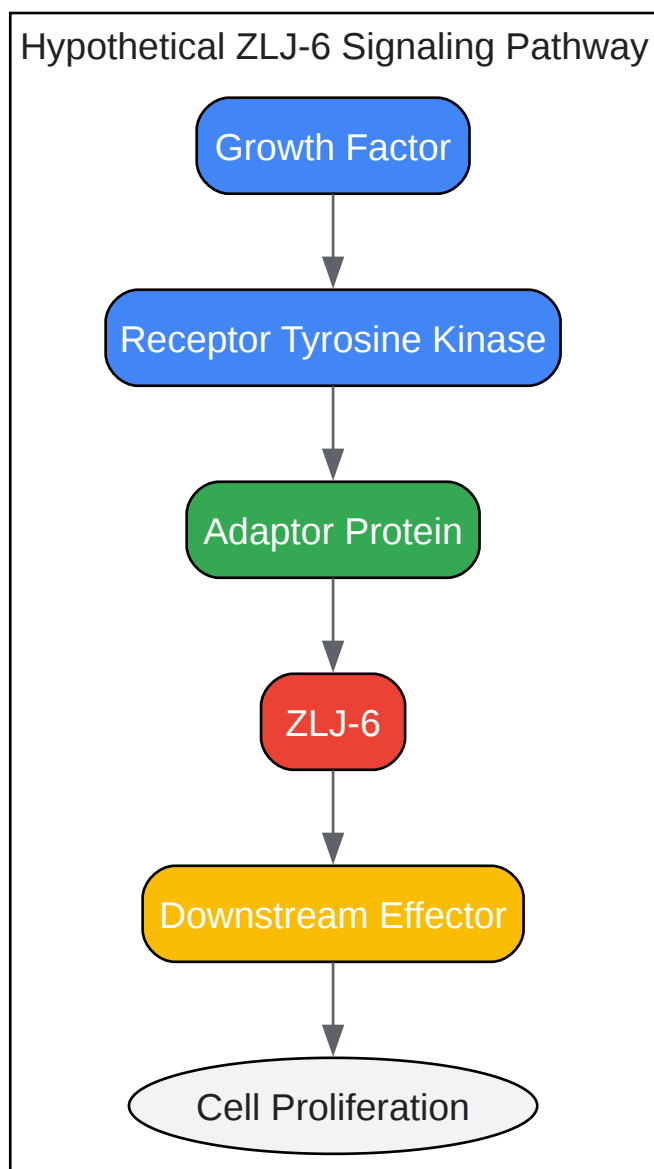 Hypothetical ZLJ-6 Signaling Pathway
Growth Factor
Receptor Tyrosine Kinase
Adaptor Protein
ZLJ-6
Downstream Effector
Cell Proliferation